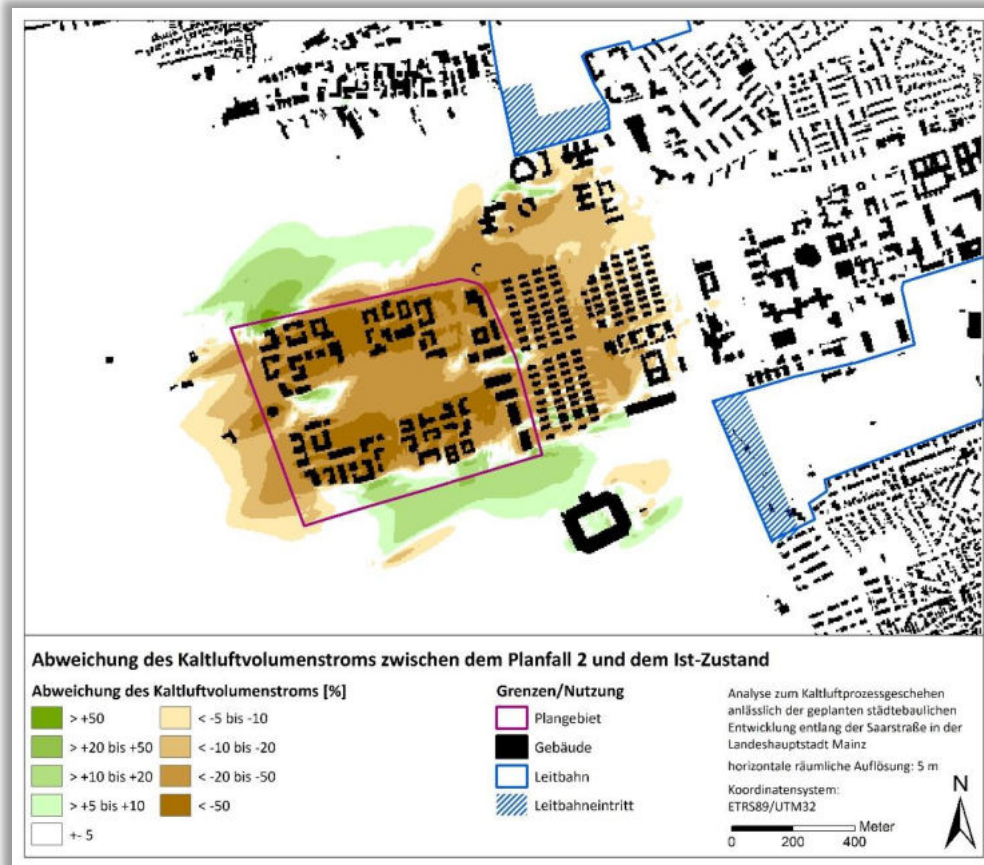 Abweichung des Kaltluftvolumenstroms zwischen dem Planfall 2 und dem Ist-Zustand
Abweichung des Kaltluftvolumenstroms [%]
> +50
> +20 bis +50
> +10 bis +20
> +5 bis +10
+- 5
< -5 bis -10
< -10 bis -20
< -20 bis -50
< -50
Grenzen/Nutzung
Plangebiet
Gebäude
Leitbahn
Leitbahneintritt
Analyse zum Kaltluftprozessgeschehen
anlässlich der geplanten städtebaulichen
Entwicklung entlang der Saarstraße in der
Landeshauptstadt Mainz
horizontale räumliche Auflösung: 5 m
Koordinatensystem:
ETRS89/UTM32
Meter
0 200 400
N